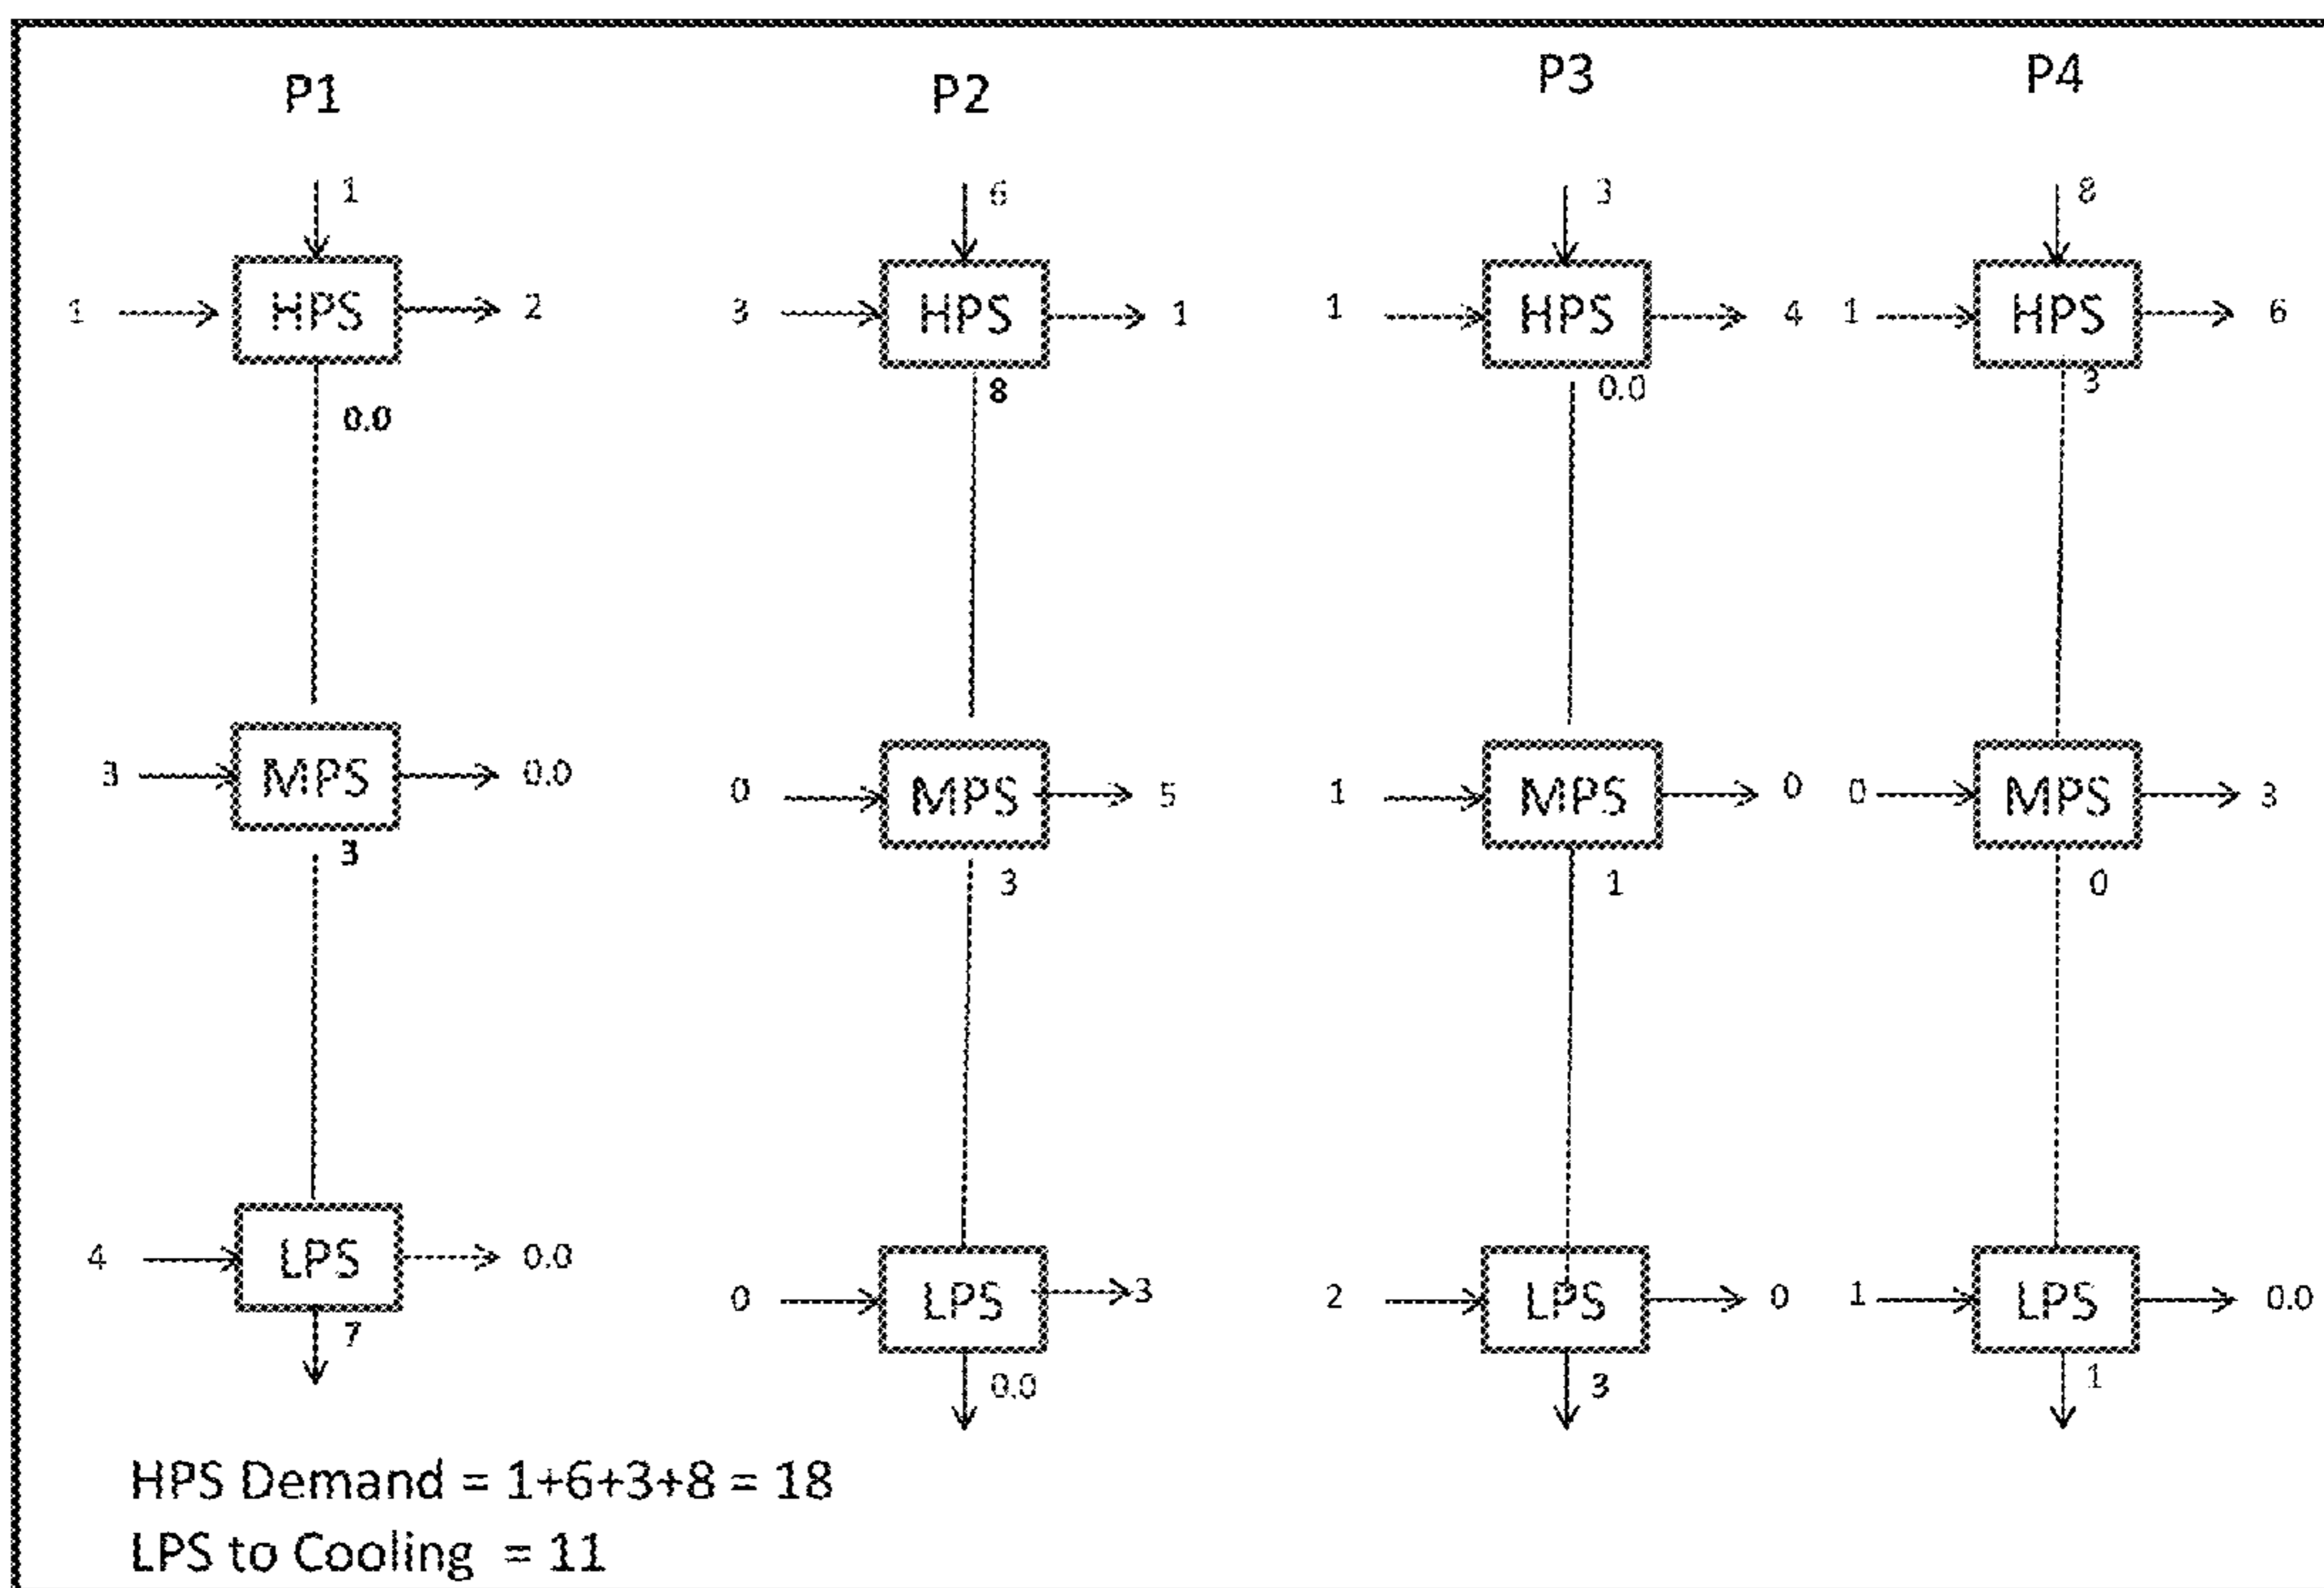 P1 P2 P3 P4
1 6 3 8
1 HPS 2 3 HPS 1 1 HPS 4 1 HPS 6
0.0 8 0.0 3
3 MPS 0.0 0 MPS 5 1 MPS 0 0 MPS 3
3 3 1 0
4 LPS 0.0 0 LPS 3 2 LPS 0 1 LPS 0.0
7 0.0 3 1
HPS Demand = 1+6+3+8 = 18
LPS to Cooling = 11